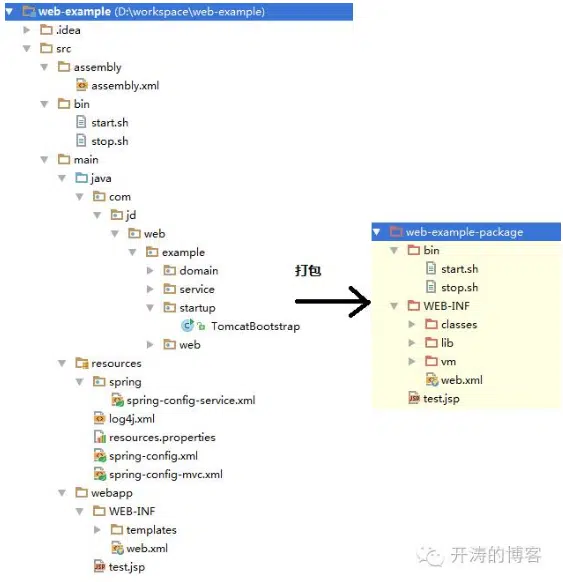 web-example (D:\workspace\web-example)
.idea
src
assembly
assembly.xml
bin
start.sh
stop.sh
main
java
com
jd
web
example
domain
service
startup
TomcatBootstrap
web
resources
spring
spring-config-service.xml
log4j.xml
resources.properties
spring-config.xml
spring-config-mvc.xml
webapp
WEB-INF
templates
web.xml
test.jsp
打包
web-example-package
bin
start.sh
stop.sh
WEB-INF
classes
lib
vm
web.xml
test.jsp
开涛的博客